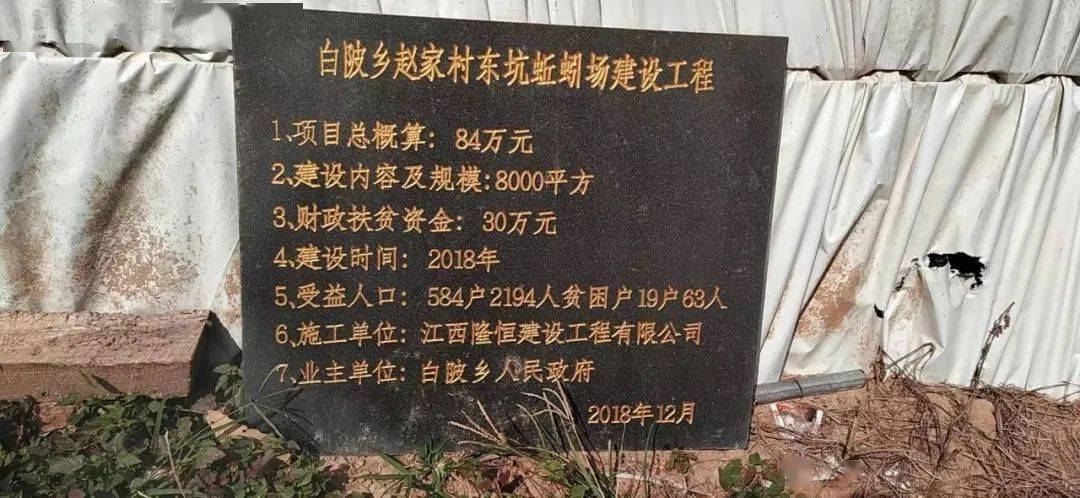 白陂乡赵家村东坑蚯蚓场建设工程
1、项目总概算：84万元
2、建设内容及规模：8000平方
3、财政扶贫资金：30万元
4、建设时间：2018年
5、受益人口：584户2194人贫困户19户63人
6、施工单位：江西隆恒建设工程有限公司
7、业主单位：白陂乡人民政府
2018年12月